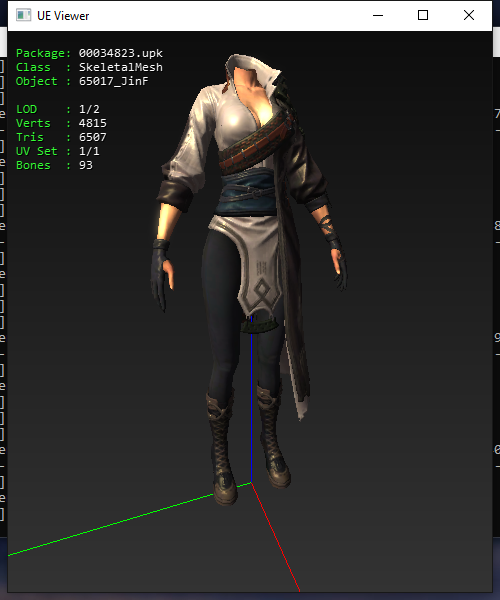 UE Viewer
Package: 00034823.upk
Class : SkeletalMesh
Object : 65017_JinF
LOD : 1/2
Verts : 4815
Tris : 6507
UV Set : 1/1
Bones : 93